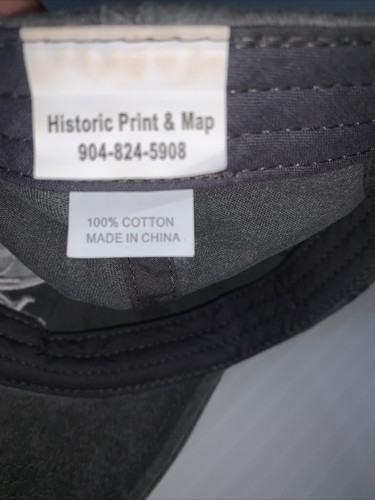 Historic Print & Map
904-824-5908
100% COTTON
MADE IN CHINA